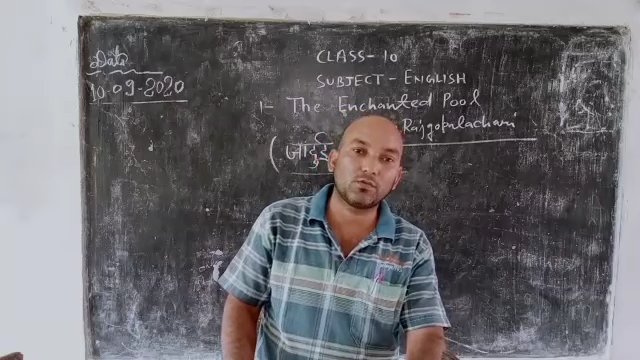 Date
10-09-2020
CLASS-10
SUBJECT-ENGLISH
1- The Enchanted Pool
Rajgopalachari
(जादुई